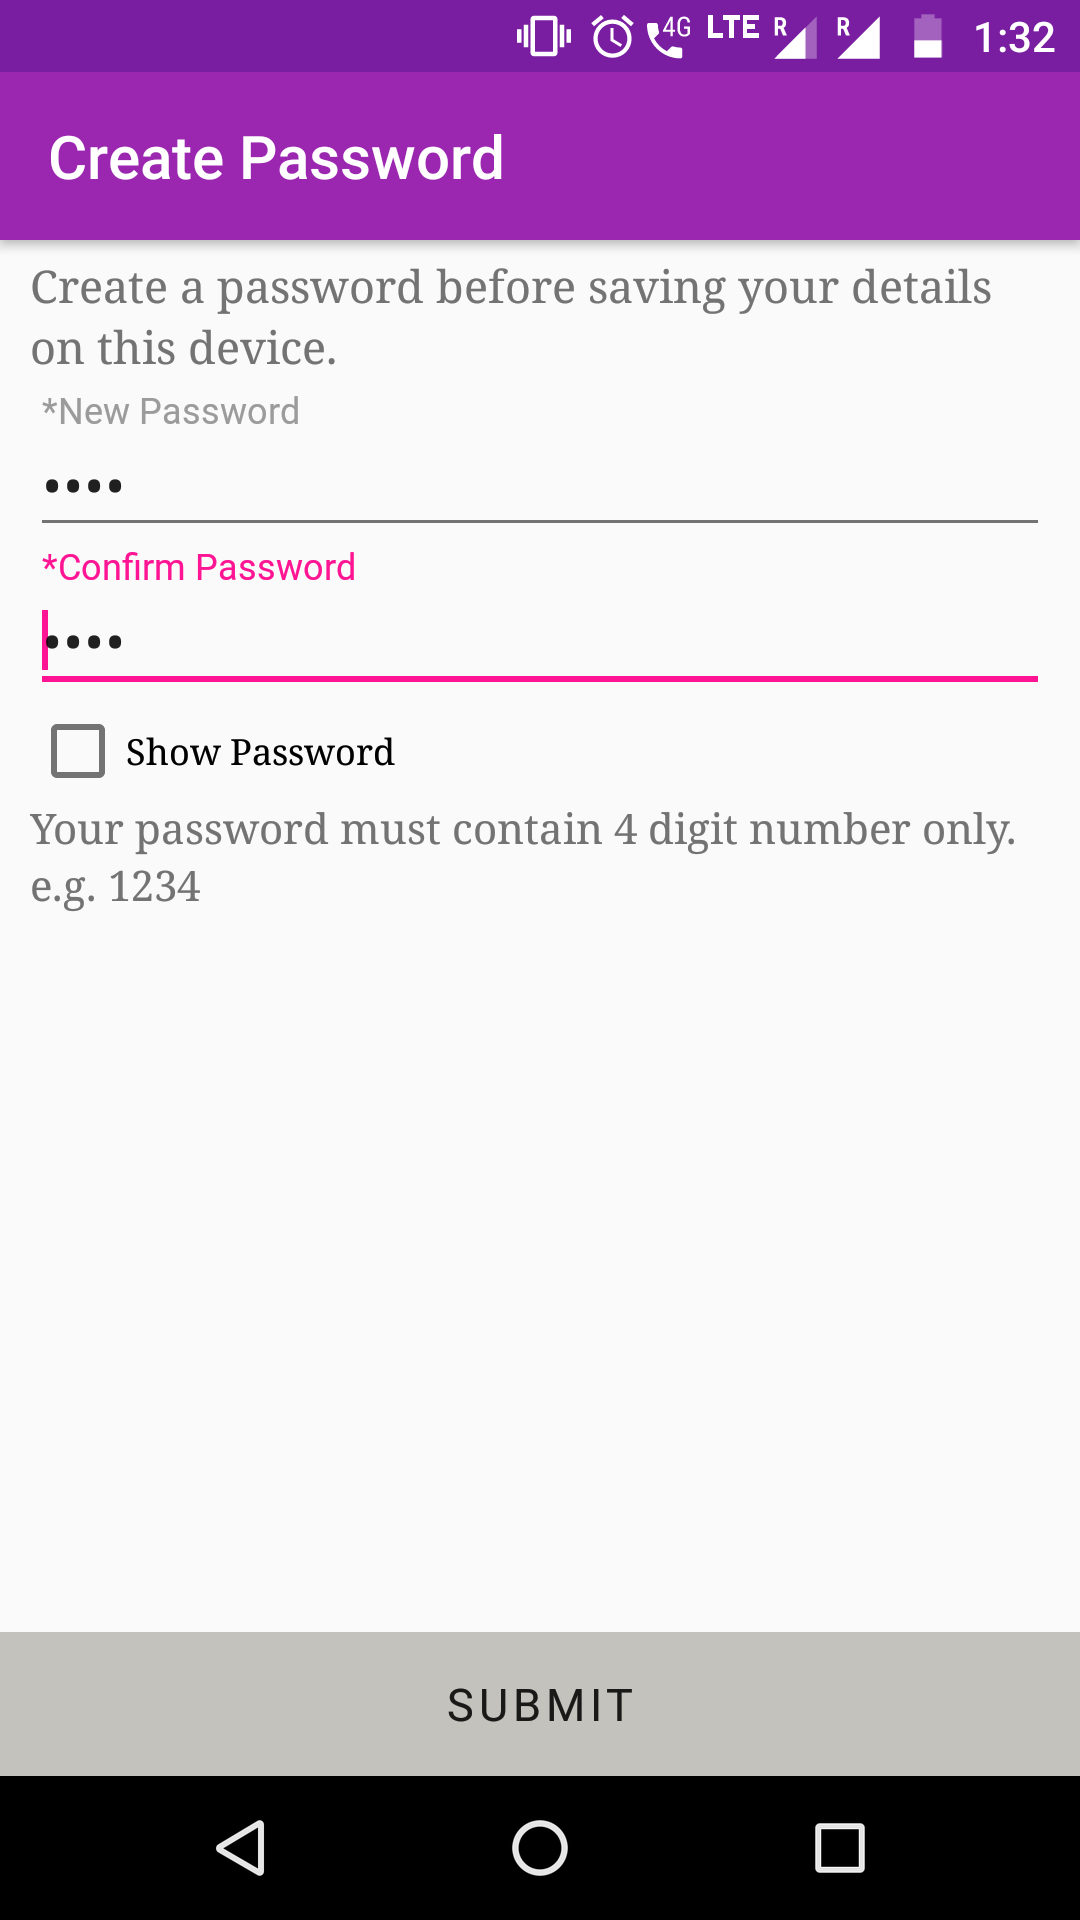 4G LTE R R 1:32
Create Password
Create a password before saving your details
on this device.
*New Password
••••
*Confirm Password
••••
Show Password
Your password must contain 4 digit number only.
e.g. 1234
SUBMIT